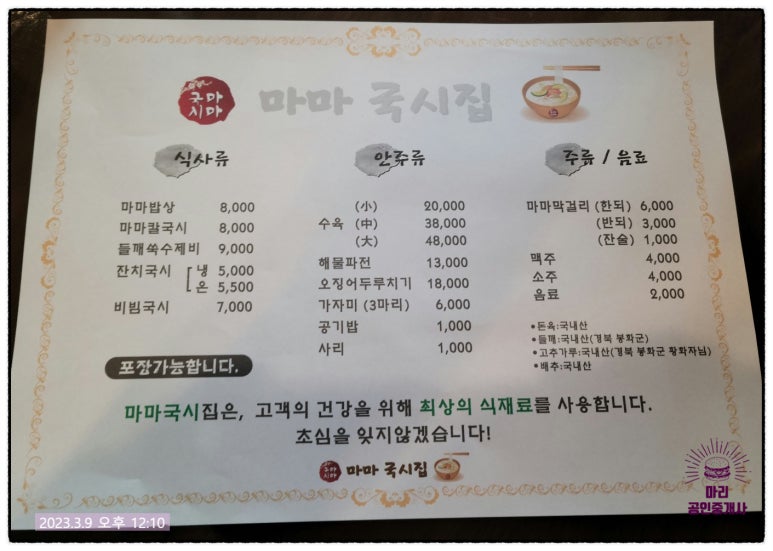 국마
시마
마마 국시집
식사류
마마밥상 8,000
마마칼국시 8,000
들깨쑥수제비 9,000
잔치국시 냉 5,000
온 5,500
비빔국시 7,000
포장가능합니다.
안주류
(小) 20,000
수육 (中) 38,000
(大) 48,000
해물파전 13,000
오징어두루치기 18,000
가자미 (3마리) 6,000
공기밥 1,000
사리 1,000
주류 / 음료
마마막걸리 (한되) 6,000
(반되) 3,000
(잔술) 1,000
맥주 4,000
소주 4,000
음료 2,000
•돈육:국내산
•들깨:국내산(경북 봉화군)
•고추가루:국내산(경북 봉화군 황화자님)
•배추:국내산
마마국시집은, 고객의 건강을 위해 최상의 식재료를 사용합니다.
초심을 잊지않겠습니다!
국마
시마
마마 국시집
마리
공인중개사
2023.3.9 오후 12:10